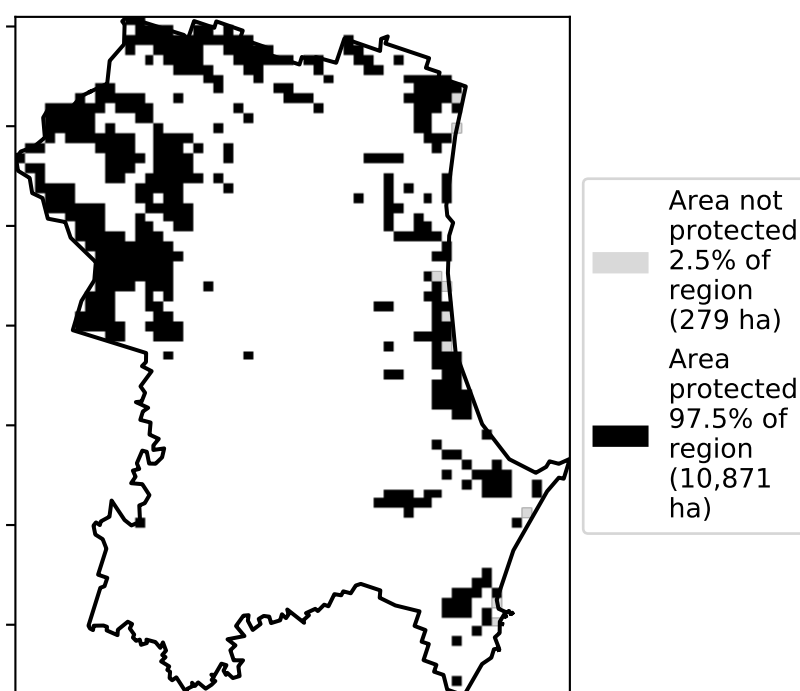 Area not
protected
2.5% of
region
(279 ha)
Area
protected
97.5% of
region
(10,871
ha)